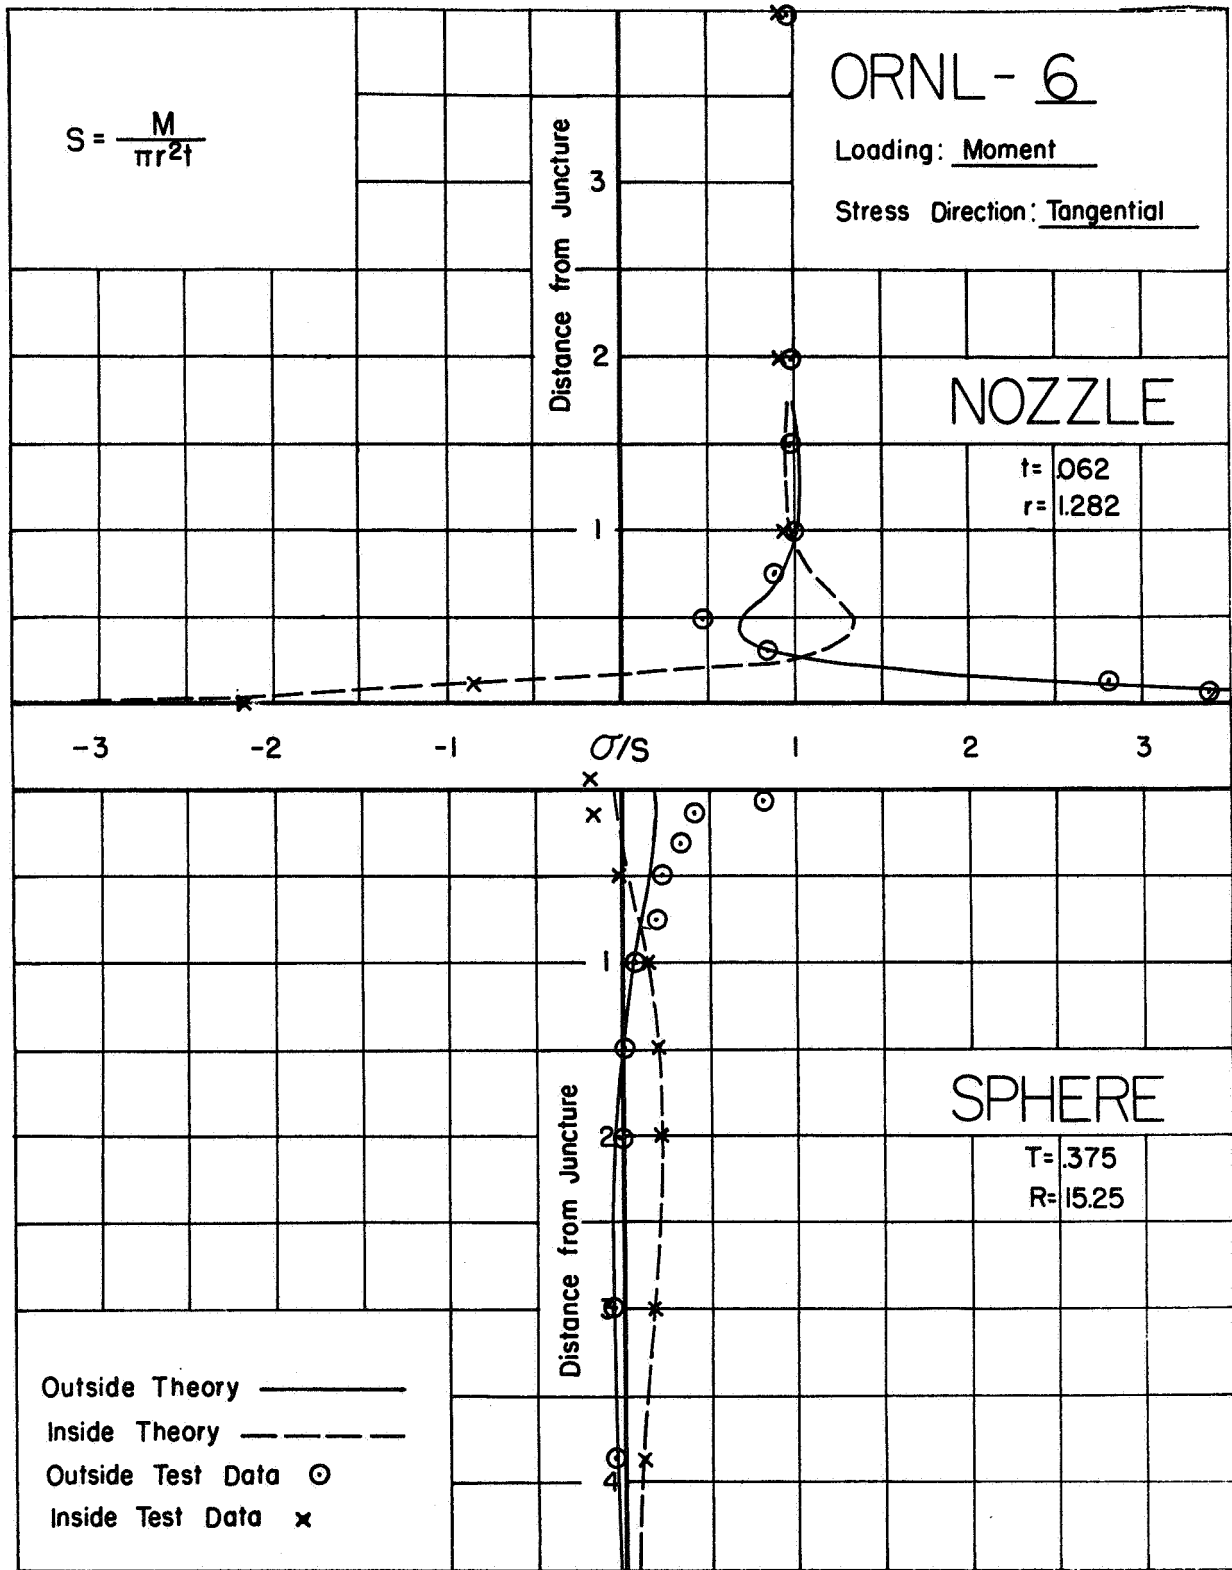 ORNL - 6
S = M / πr²t
Loading: Moment
Stress Direction: Tangential
Distance from Juncture
3
2
1
NOZZLE
t= .062
r= 1.282
-3 -2 -1 σ/S 1 2 3
1
2
3
4
Distance from Juncture
SPHERE
T= .375
R= 15.25
Outside Theory
Inside Theory
Outside Test Data ⊙
Inside Test Data x